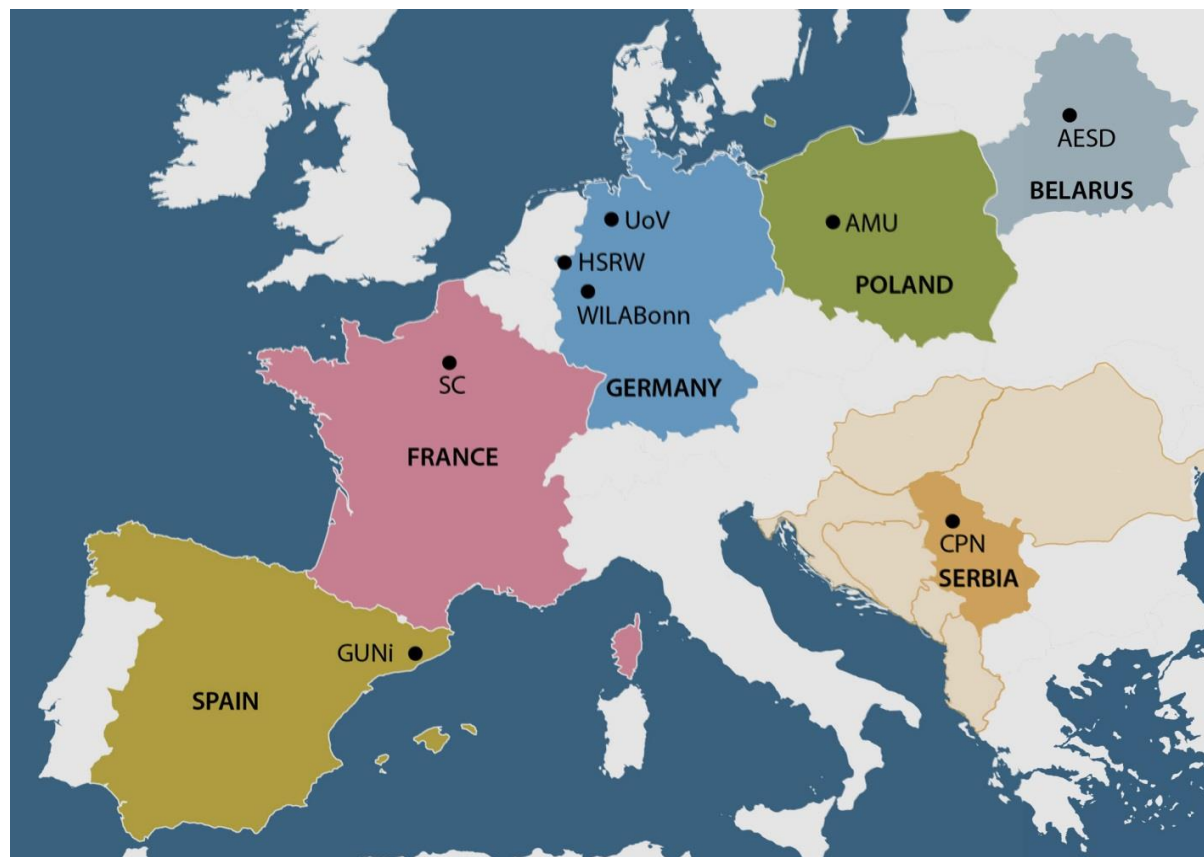 AESD
BELARUS
UoV
AMU
HSRW
POLAND
WILABonn
SC
GERMANY
FRANCE
CPN
SERBIA
GUNi
SPAIN